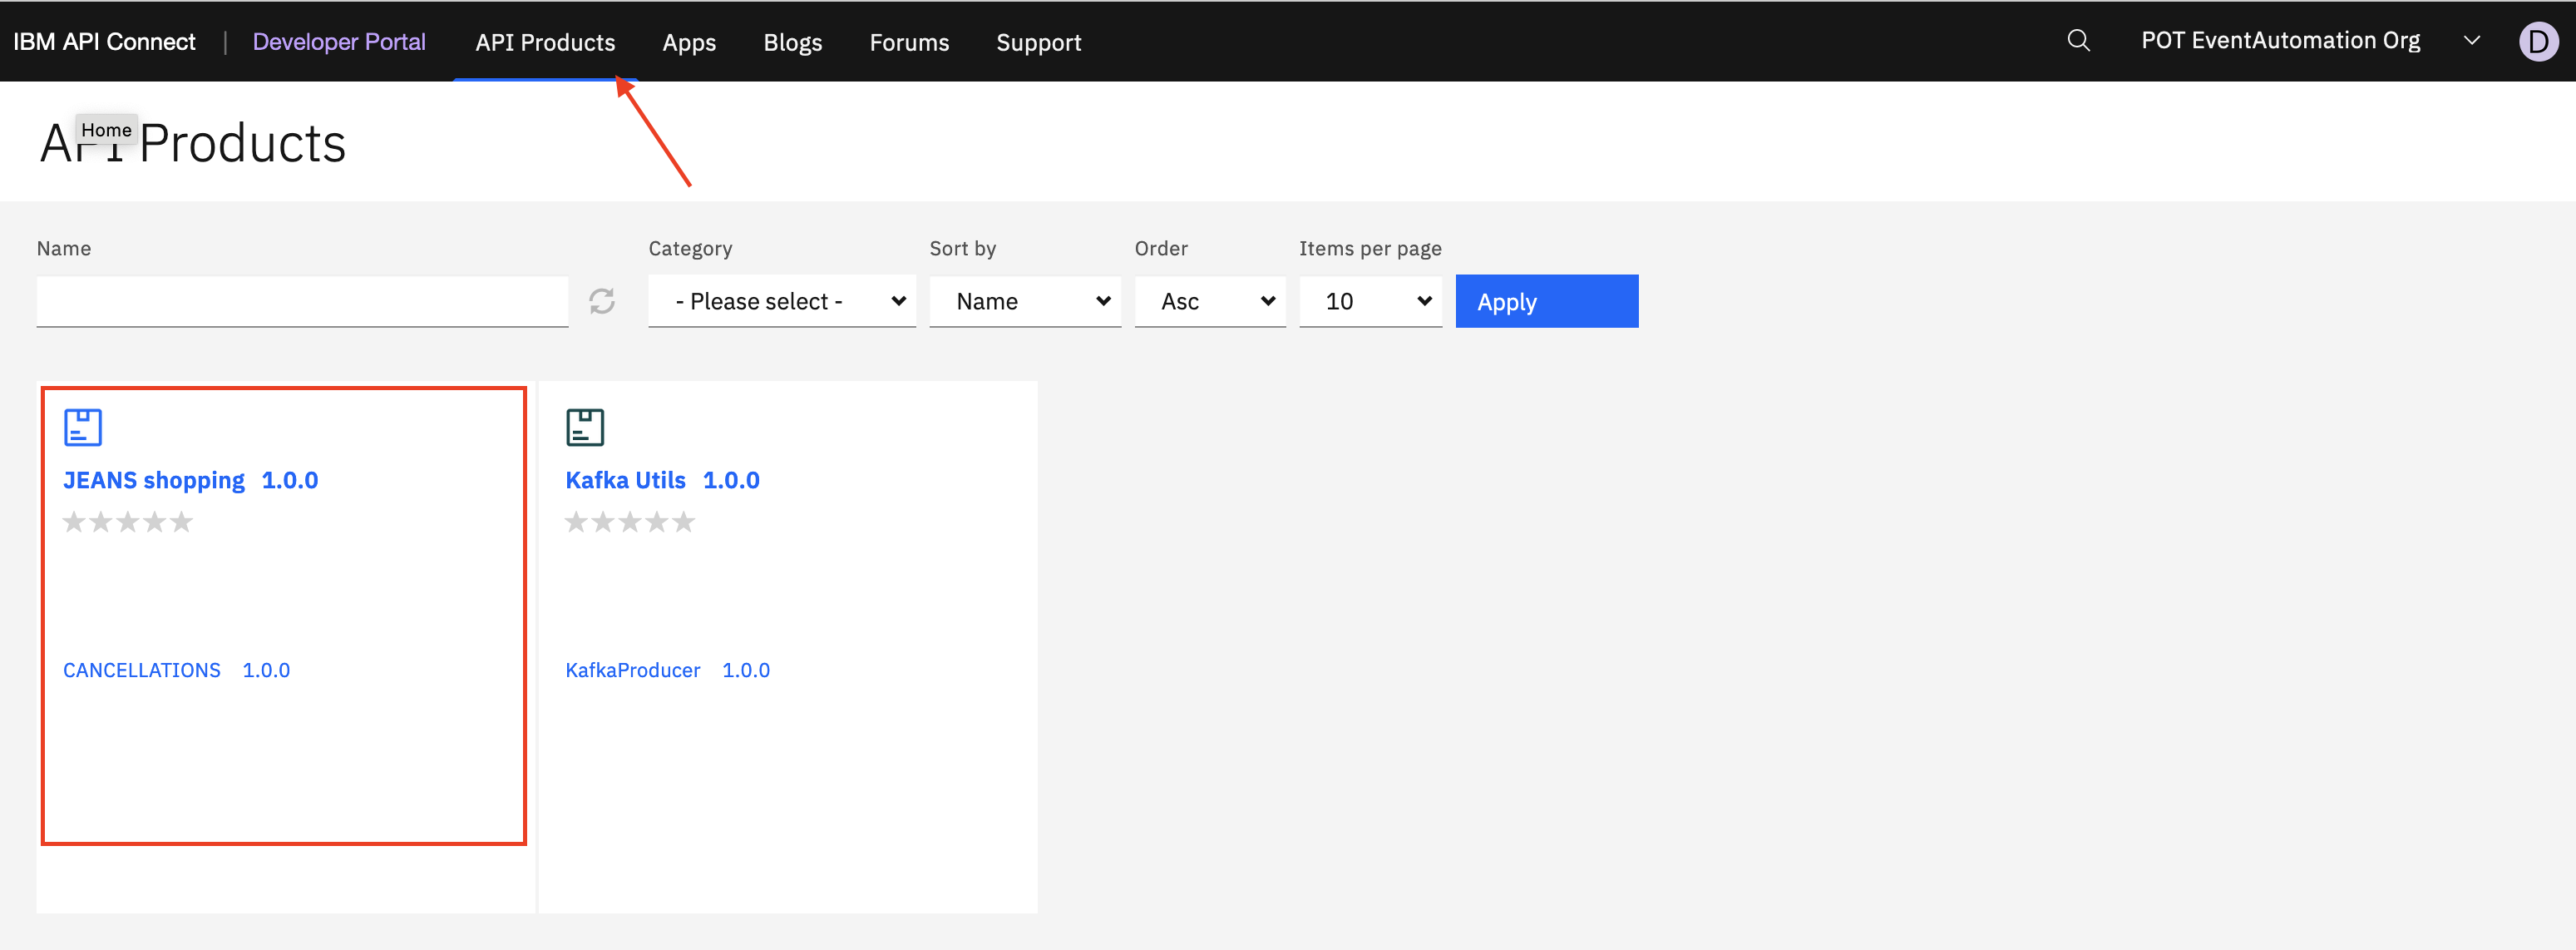 IBM API Connect | Developer Portal API Products Apps Blogs Forums Support POT EventAutomation Org D
Home
API Products
Name Category Sort by Order Items per page
- Please select - Name Asc 10 Apply
JEANS shopping 1.0.0
CANCELLATIONS 1.0.0
Kafka Utils 1.0.0
KafkaProducer 1.0.0